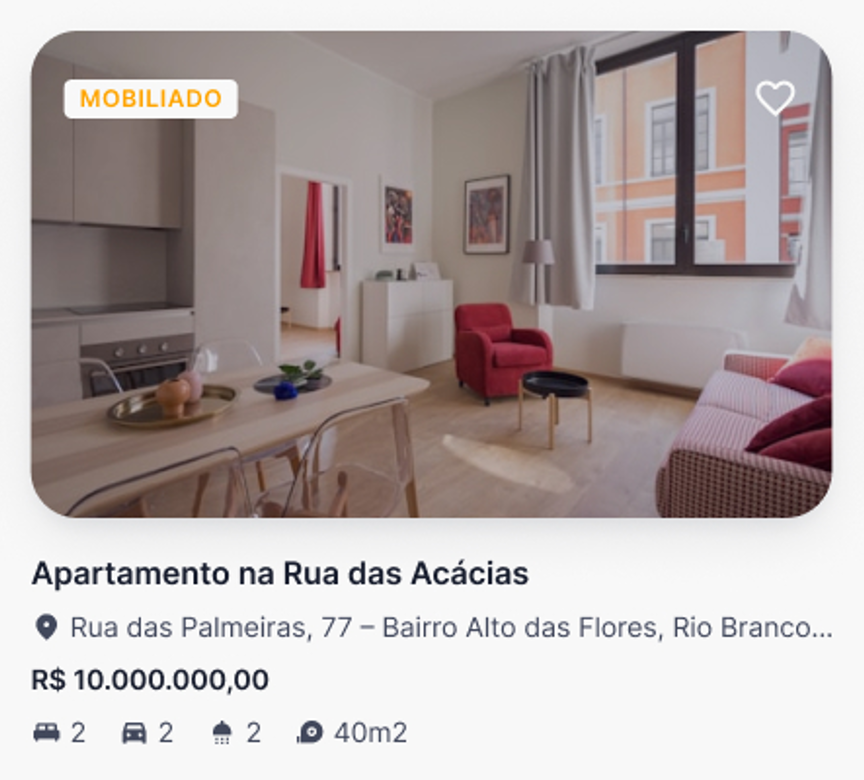 MOBILIADO
Apartamento na Rua das Acácias
Rua das Palmeiras, 77 – Bairro Alto das Flores, Rio Branco...
R$ 10.000.000,00
2 2 2 40m2